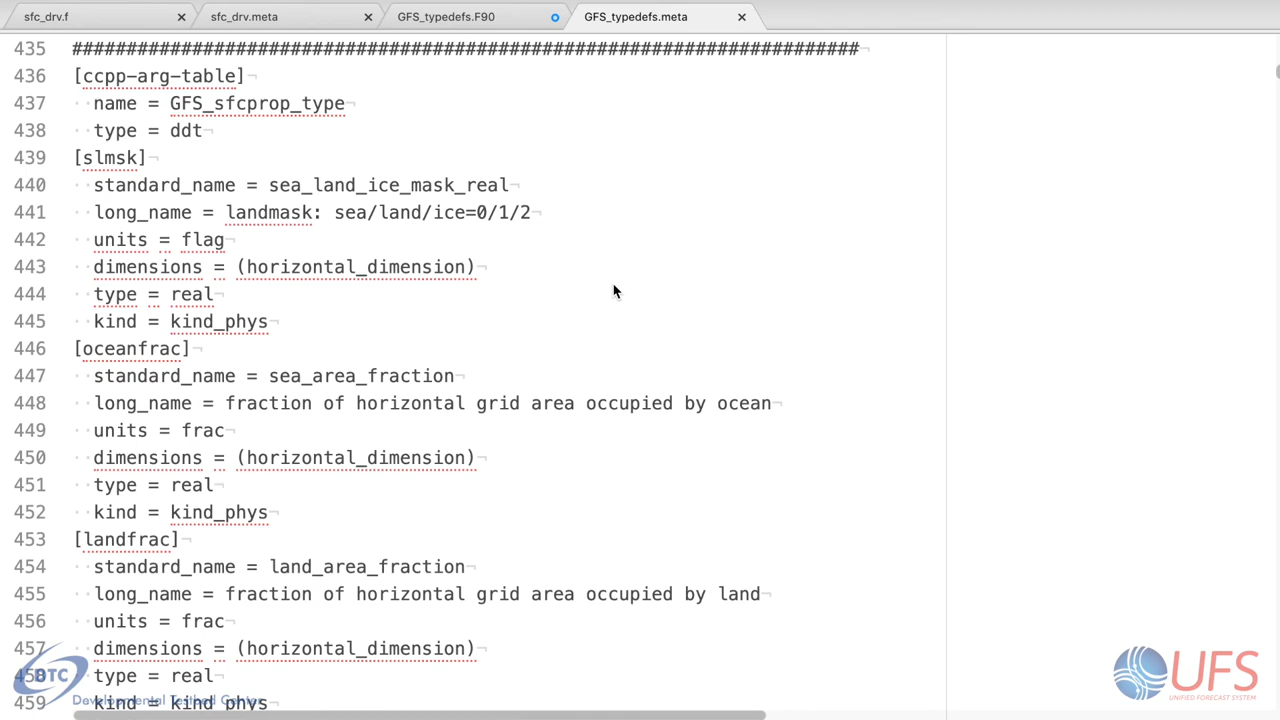 sfc_drv.f sfc_drv.meta GFS_typedefs.F90 GFS_typedefs.meta
435 ########################################################################
436 [ccpp-arg-table]
437 name = GFS_sfcprop_type
438 type = ddt
439 [slmsk]
440 standard_name = sea_land_ice_mask_real
441 long_name = landmask: sea/land/ice=0/1/2
442 units = flag
443 dimensions = (horizontal_dimension)
444 type = real
445 kind = kind_phys
446 [oceanfrac]
447 standard_name = sea_area_fraction
448 long_name = fraction of horizontal grid area occupied by ocean
449 units = frac
450 dimensions = (horizontal_dimension)
451 type = real
452 kind = kind_phys
453 [landfrac]
454 standard_name = land_area_fraction
455 long_name = fraction of horizontal grid area occupied by land
456 units = frac
457 dimensions = (horizontal_dimension)
458 type = real
459 kind = kind_phys
DTC
Developmental Testbed Center
UFS
UNIFIED FORECAST SYSTEM